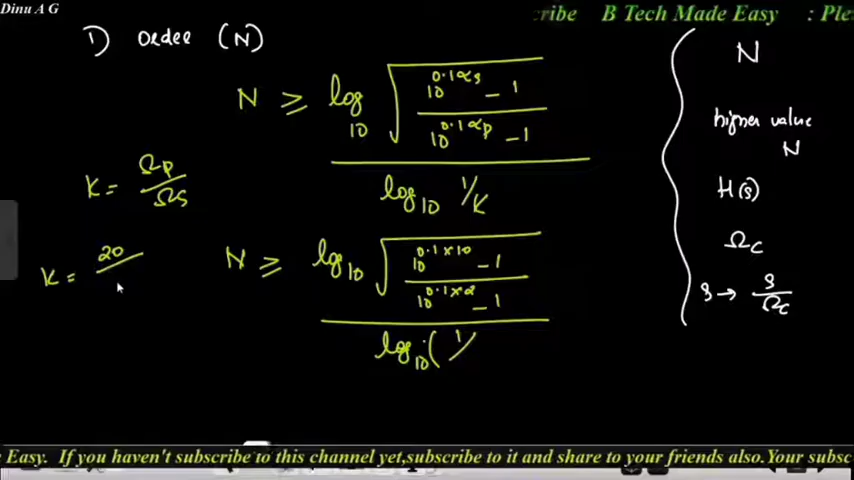 Dinu A G
cribe B Tech Made Easy : Ple
1) order (N)
N ≥ log10 √((10^0.1αs - 1)/(10^0.1αp - 1)) / log10 1/K
K = Ωp/Ωs
K = 20/
N ≥ log10 √((10^0.1×10 - 1)/(10^0.1×2 - 1)) / log10 (1/
N
higher value
N
H(s)
Ωc
s → s/Ωc
e Easy. If you haven't subscribe to this channel yet,subscribe to it and share to your friends also.Your subsc